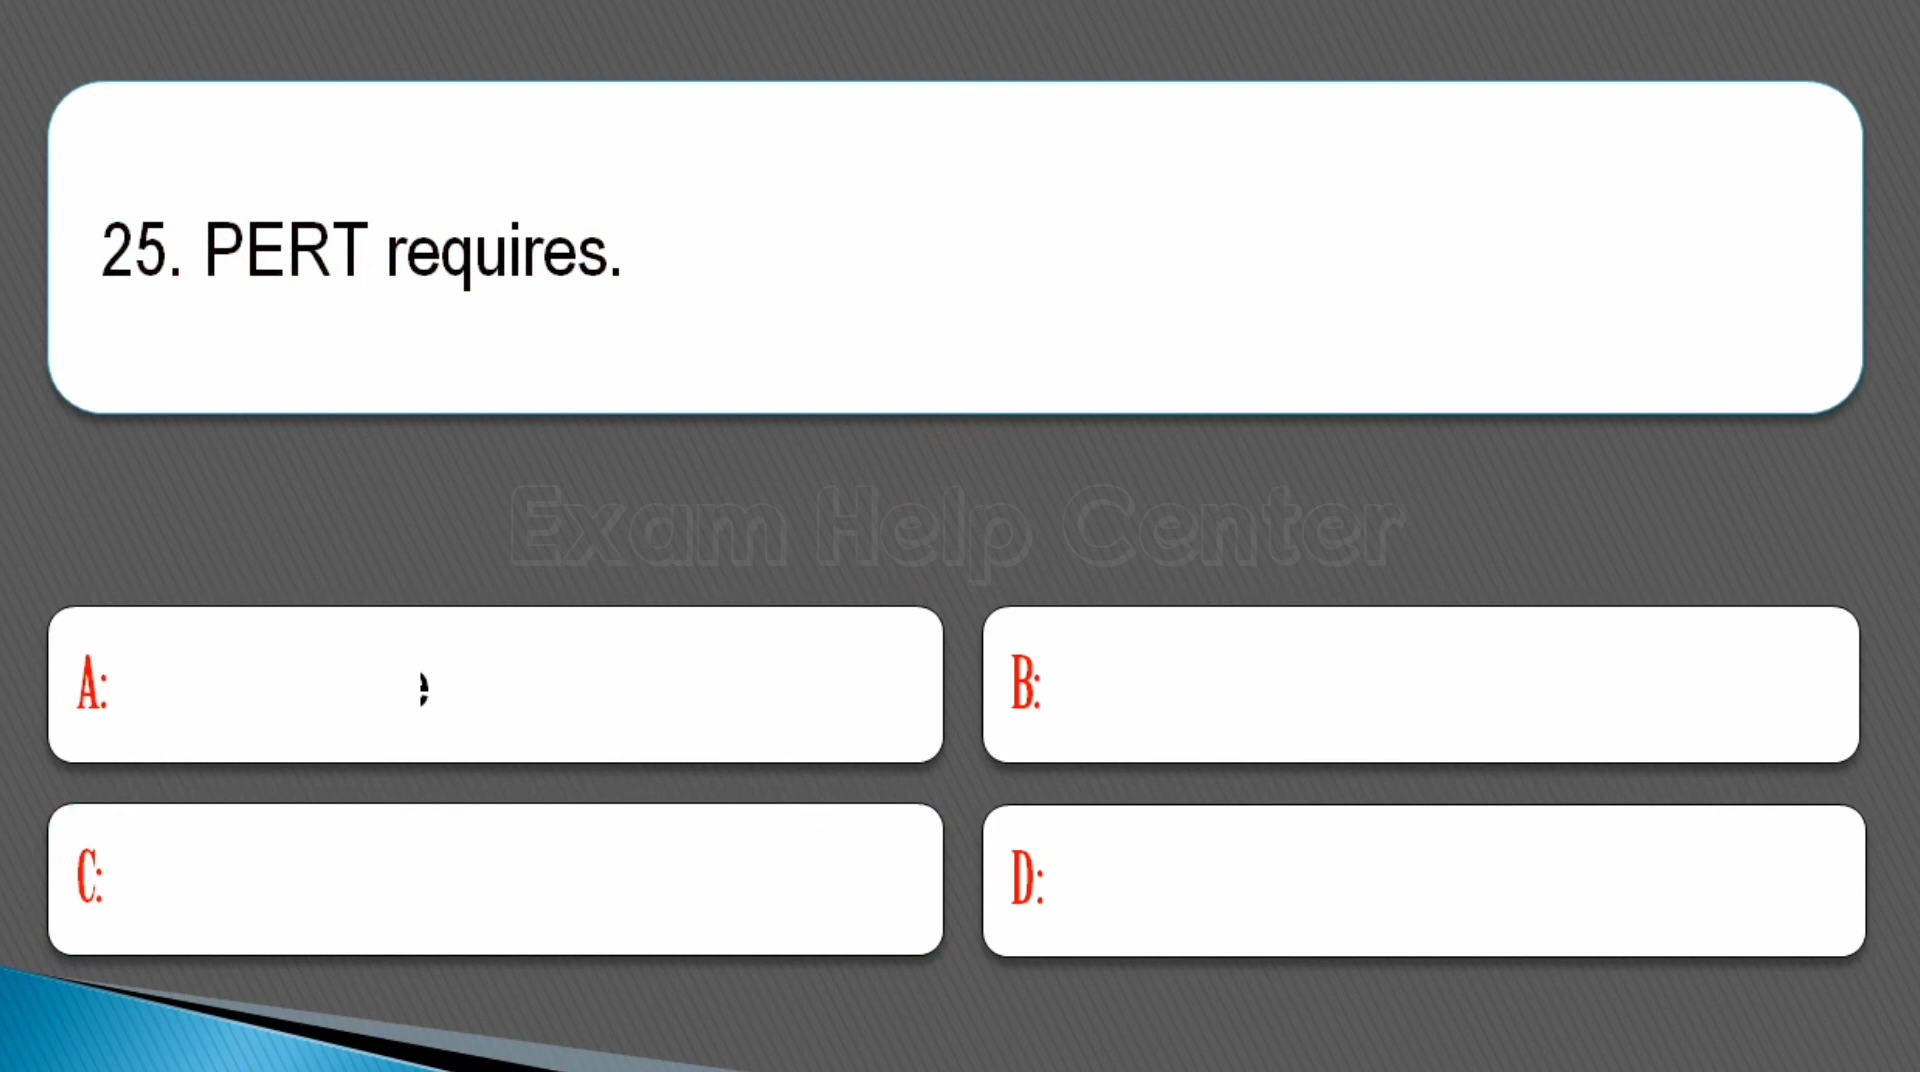 25. PERT requires.
Exam Help Center
A:
B:
C:
D: